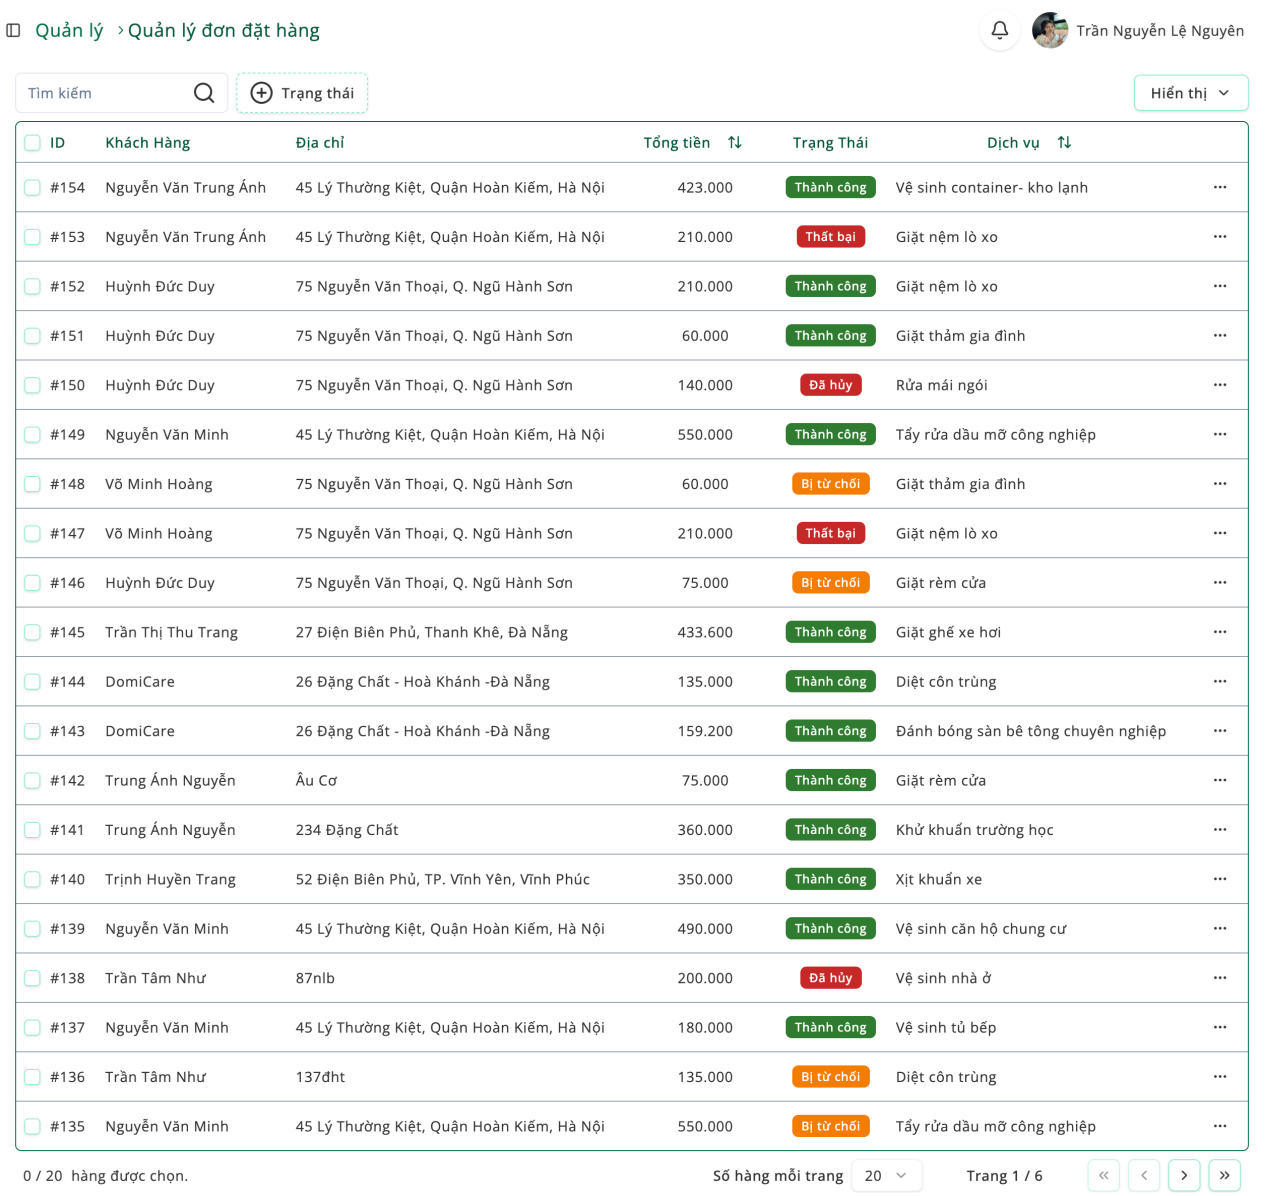 Quản lý > Quản lý đơn đặt hàng Trần Nguyễn Lệ Nguyên
Tìm kiếm Trạng thái Hiển thị
ID Khách Hàng Địa chỉ Tổng tiền Trạng Thái Dịch vụ
#154 Nguyễn Văn Trung Ánh 45 Lý Thường Kiệt, Quận Hoàn Kiếm, Hà Nội 423.000 Thành công Vệ sinh container- kho lạnh ···
#153 Nguyễn Văn Trung Ánh 45 Lý Thường Kiệt, Quận Hoàn Kiếm, Hà Nội 210.000 Thất bại Giặt nệm lò xo ···
#152 Huỳnh Đức Duy 75 Nguyễn Văn Thoại, Q. Ngũ Hành Sơn 210.000 Thành công Giặt nệm lò xo ···
#151 Huỳnh Đức Duy 75 Nguyễn Văn Thoại, Q. Ngũ Hành Sơn 60.000 Thành công Giặt thảm gia đình ···
#150 Huỳnh Đức Duy 75 Nguyễn Văn Thoại, Q. Ngũ Hành Sơn 140.000 Đã hủy Rửa mái ngói ···
#149 Nguyễn Văn Minh 45 Lý Thường Kiệt, Quận Hoàn Kiếm, Hà Nội 550.000 Thành công Tẩy rửa dầu mỡ công nghiệp ···
#148 Võ Minh Hoàng 75 Nguyễn Văn Thoại, Q. Ngũ Hành Sơn 60.000 Bị từ chối Giặt thảm gia đình ···
#147 Võ Minh Hoàng 75 Nguyễn Văn Thoại, Q. Ngũ Hành Sơn 210.000 Thất bại Giặt nệm lò xo ···
#146 Huỳnh Đức Duy 75 Nguyễn Văn Thoại, Q. Ngũ Hành Sơn 75.000 Bị từ chối Giặt rèm cửa ···
#145 Trần Thị Thu Trang 27 Điện Biên Phủ, Thanh Khê, Đà Nẵng 433.600 Thành công Giặt ghế xe hơi ···
#144 DomiCare 26 Đặng Chất - Hoà Khánh -Đà Nẵng 135.000 Thành công Diệt côn trùng ···
#143 DomiCare 26 Đặng Chất - Hoà Khánh -Đà Nẵng 159.200 Thành công Đánh bóng sàn bê tông chuyên nghiệp ···
#142 Trung Ánh Nguyễn Âu Cơ 75.000 Thành công Giặt rèm cửa ···
#141 Trung Ánh Nguyễn 234 Đặng Chất 360.000 Thành công Khử khuẩn trường học ···
#140 Trịnh Huyền Trang 52 Điện Biên Phủ, TP. Vĩnh Yên, Vĩnh Phúc 350.000 Thành công Xịt khuẩn xe ···
#139 Nguyễn Văn Minh 45 Lý Thường Kiệt, Quận Hoàn Kiếm, Hà Nội 490.000 Thành công Vệ sinh căn hộ chung cư ···
#138 Trần Tâm Như 87nlb 200.000 Đã hủy Vệ sinh nhà ở ···
#137 Nguyễn Văn Minh 45 Lý Thường Kiệt, Quận Hoàn Kiếm, Hà Nội 180.000 Thành công Vệ sinh tủ bếp ···
#136 Trần Tâm Như 137đht 135.000 Bị từ chối Diệt côn trùng ···
#135 Nguyễn Văn Minh 45 Lý Thường Kiệt, Quận Hoàn Kiếm, Hà Nội 550.000 Bị từ chối Tẩy rửa dầu mỡ công nghiệp ···
0 / 20 hàng được chọn. Số hàng mỗi trang 20 Trang 1 / 6 « < > »